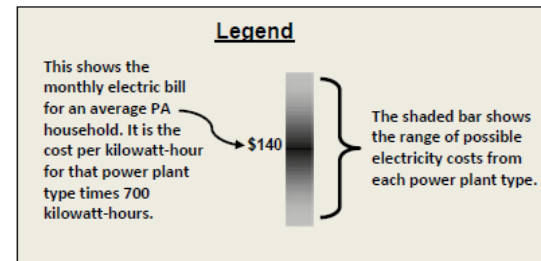 Legend
This shows the
monthly electric bill
for an average PA
household. It is the
cost per kilowatt-hour
for that power plant
type times 700
kilowatt-hours.
$140
The shaded bar shows
the range of possible
electricity costs from
each power plant type.